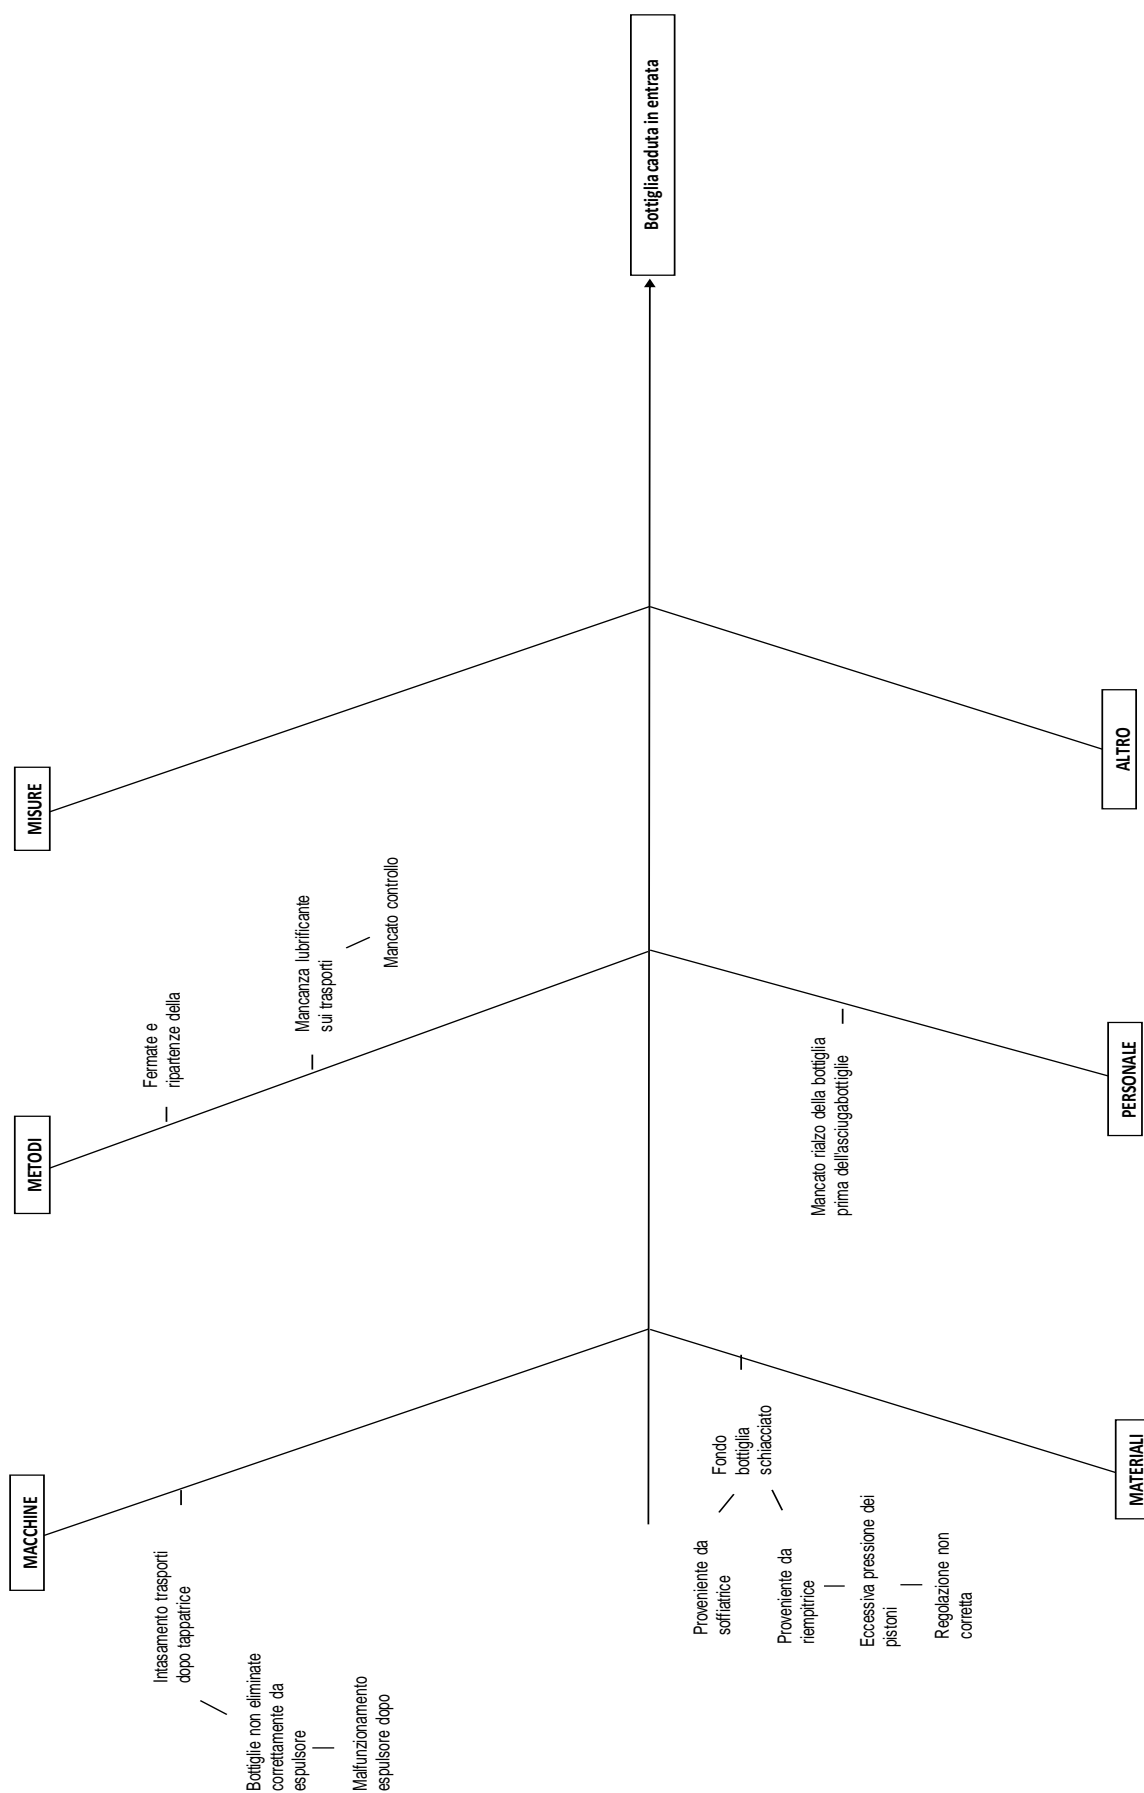 MACCHINE
Intasamento trasporti
dopo tappatrice
Bottiglie non eliminate
correttamente da
espulsore
Malfunzionamento
espulsore dopo
METODI
Fermate e
ripartenze della
Mancanza lubrificante
sui trasporti
Mancato controllo
MISURE
Bottiglia caduta in entrata
MATERIALI
Fondo
bottiglia
schiacciato
Proveniente da
soffiatrice
Proveniente da
riempitrice
Eccessiva pressione dei
pistoni
Regolazione non
corretta
PERSONALE
Mancato rialzo della bottiglia
prima dell'asciugabottiglie
ALTRO